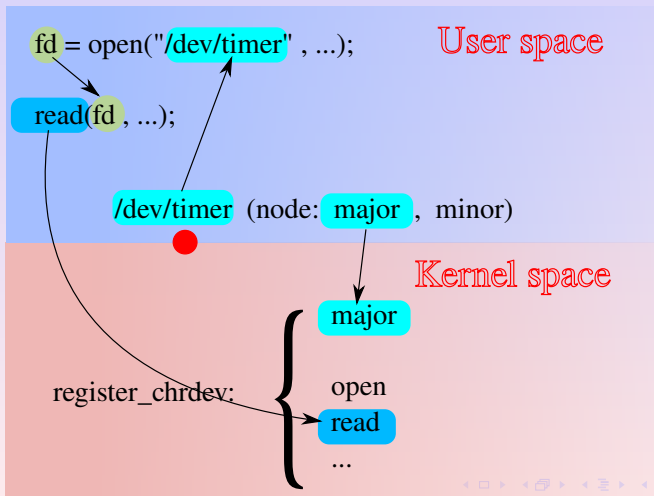 fd = open("/dev/timer" , ...);
User space
read(fd , ...);
/dev/timer (node: major , minor)
Kernel space
major
register_chrdev:
open
read
...